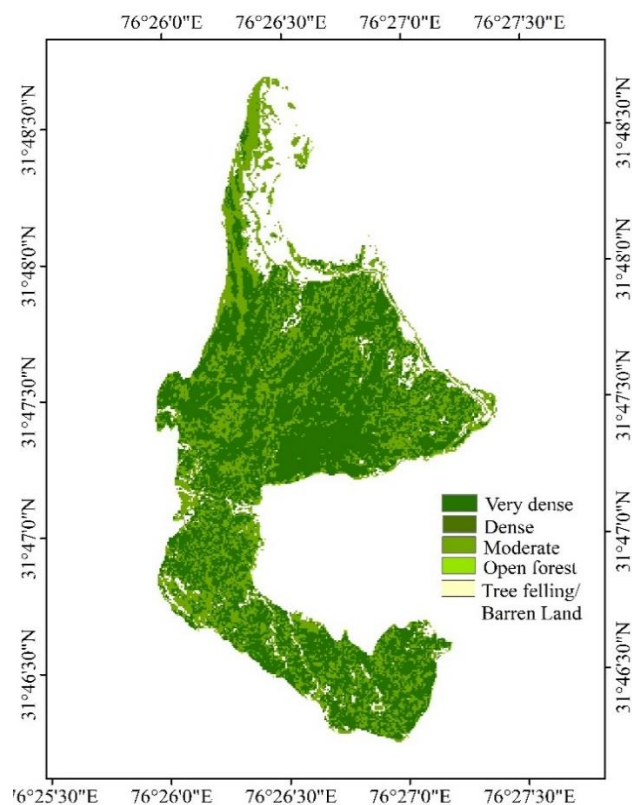 76°26'0"E 76°26'30"E 76°27'0"E 76°27'30"E
31°48'30"N 31°48'30"N
31°48'0"N 31°48'0"N
31°47'30"N 31°47'30"N
Very dense
Dense
31°47'0"N Moderate 31°47'0"N
Open forest
Tree felling/
Barren Land
31°46'30"N 31°46'30"N
76°25'30"E 76°26'0"E 76°26'30"E 76°27'0"E 76°27'30"E